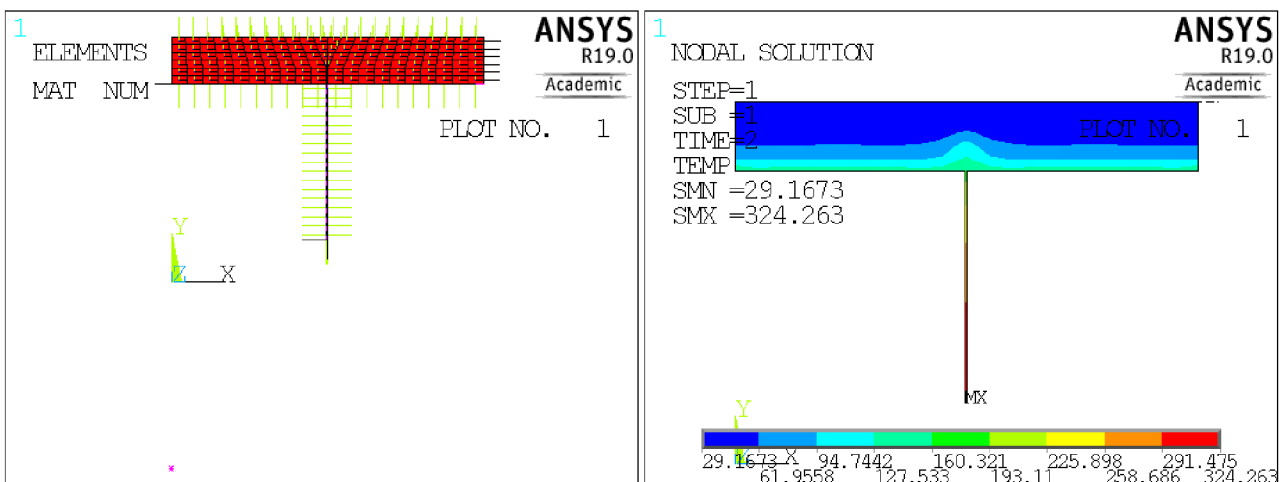 1
ANSYS
R19.0
Academic
ELEMENTS
MAT NUM
PLOT NO. 1
Y
Z X
1
ANSYS
R19.0
Academic
NODAL SOLUTION
STEP=1
SUB =1
TIME=2
TEMP
SMN =29.1673
SMX =324.263
PLOT NO. 1
MX
Y
Z X
29.1673 94.7442 160.321 225.898 291.475
61.9558 127.533 193.11 258.686 324.263